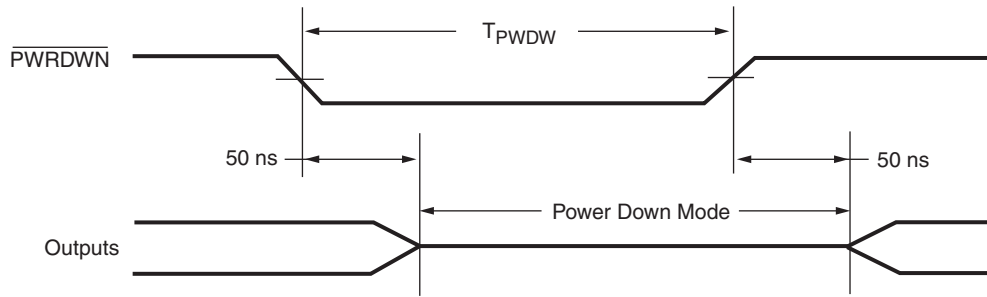 T_PWDW
PWRDWN
50 ns
50 ns
Power Down Mode
Outputs